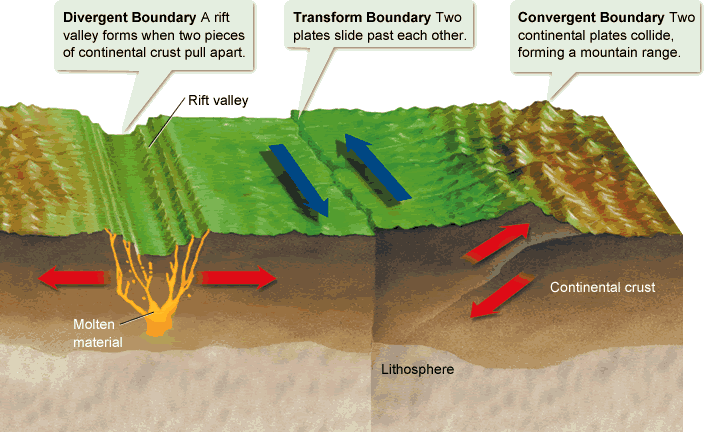 Divergent Boundary A rift
valley forms when two pieces
of continental crust pull apart.
Transform Boundary Two
plates slide past each other.
Convergent Boundary Two
continental plates collide,
forming a mountain range.
Rift valley
Continental crust
Molten
material
Lithosphere